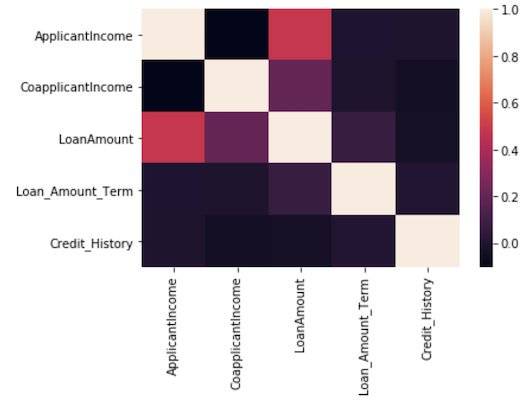 ApplicantIncome
CoapplicantIncome
LoanAmount
Loan_Amount_Term
Credit_History
ApplicantIncome
CoapplicantIncome
LoanAmount
Loan_Amount_Term
Credit_History
1.0
0.8
0.6
0.4
0.2
0.0